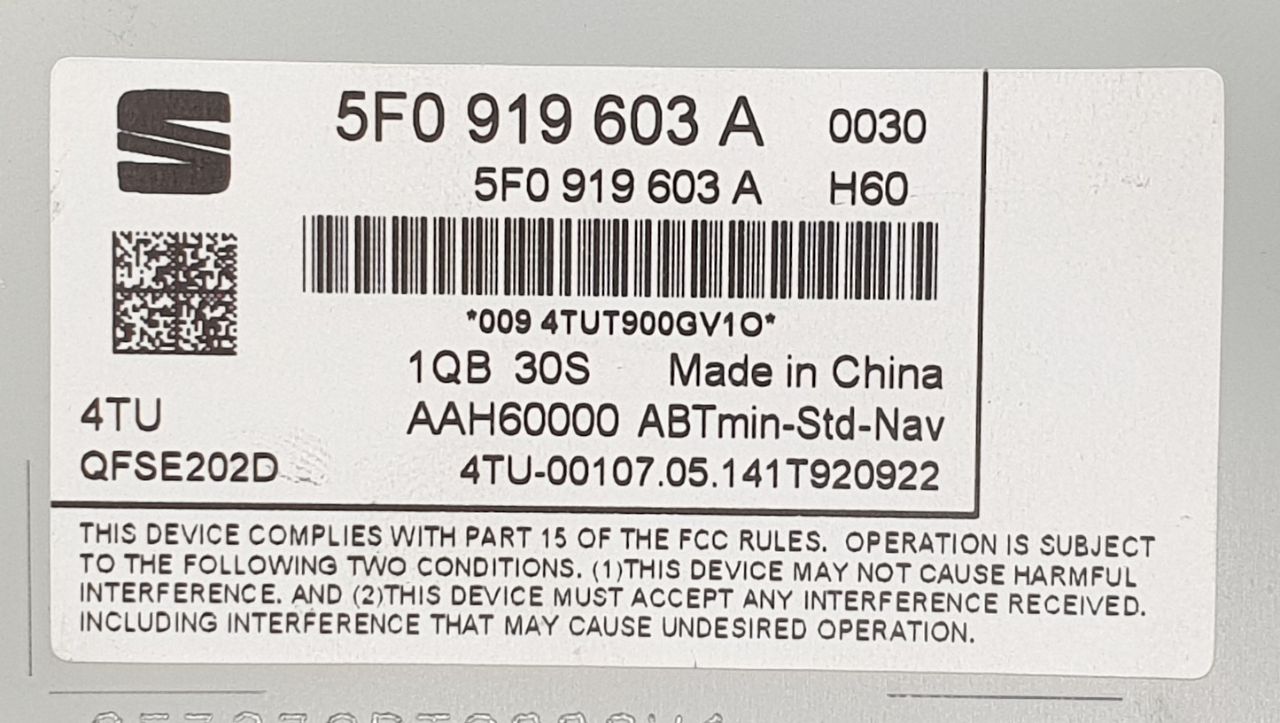 5F0 919 603 A 0030
5F0 919 603 A H60
*009 4TUT900GV1O*
1QB 30S Made in China
4TU AAH60000 ABTmin-Std-Nav
QFSE202D 4TU-00107.05.141T920922
THIS DEVICE COMPLIES WITH PART 15 OF THE FCC RULES. OPERATION IS SUBJECT
TO THE FOLLOWING TWO CONDITIONS. (1)THIS DEVICE MAY NOT CAUSE HARMFUL
INTERFERENCE. AND (2)THIS DEVICE MUST ACCEPT ANY INTERFERENCE RECEIVED.
INCLUDING INTERFERENCE THAT MAY CAUSE UNDESIRED OPERATION.